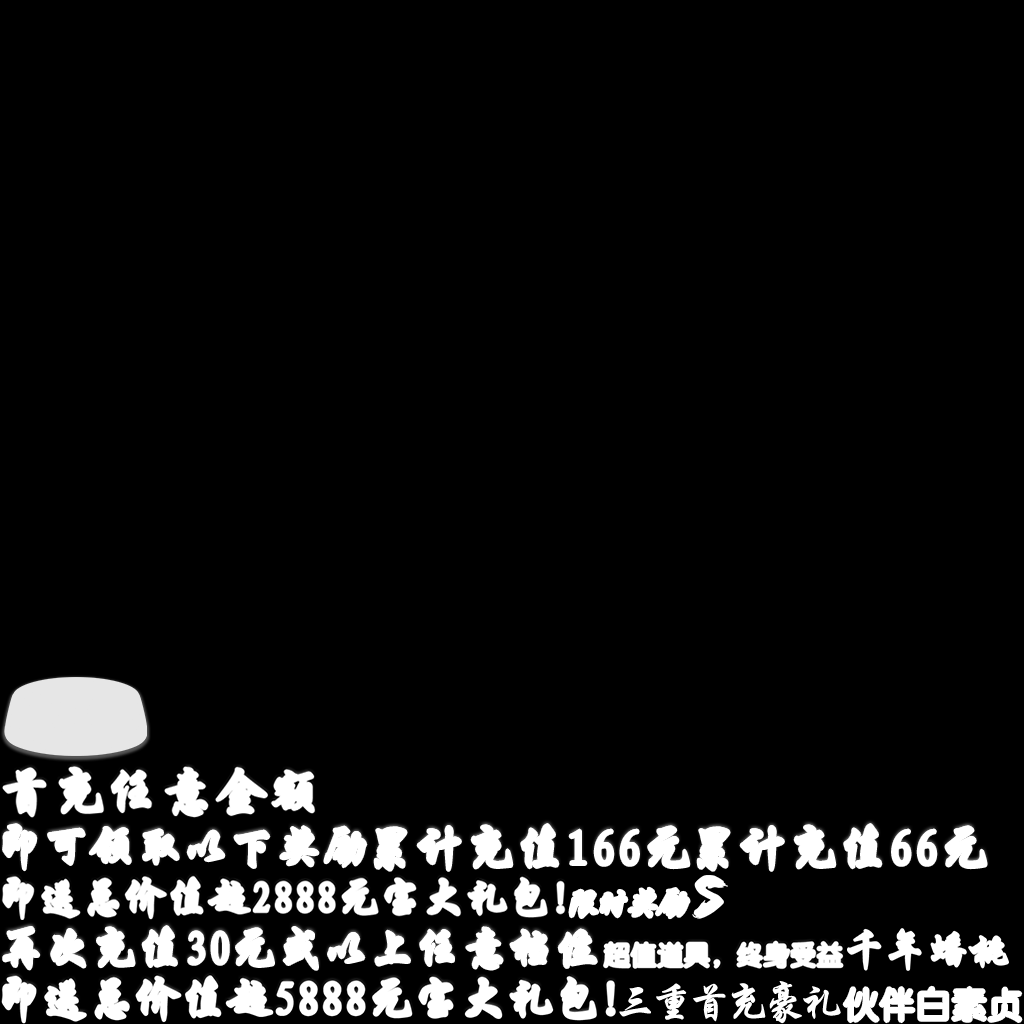 首充任意金额
即可领取以下奖励累计充值166元累计充值66元
即送总价值超2888元宝大礼包!限时奖励S
再次充值30元或以上任意档位超值道具，终身受益千年蟠桃
即送总价值超5888元宝大礼包!三重首充豪礼伙伴白素贞